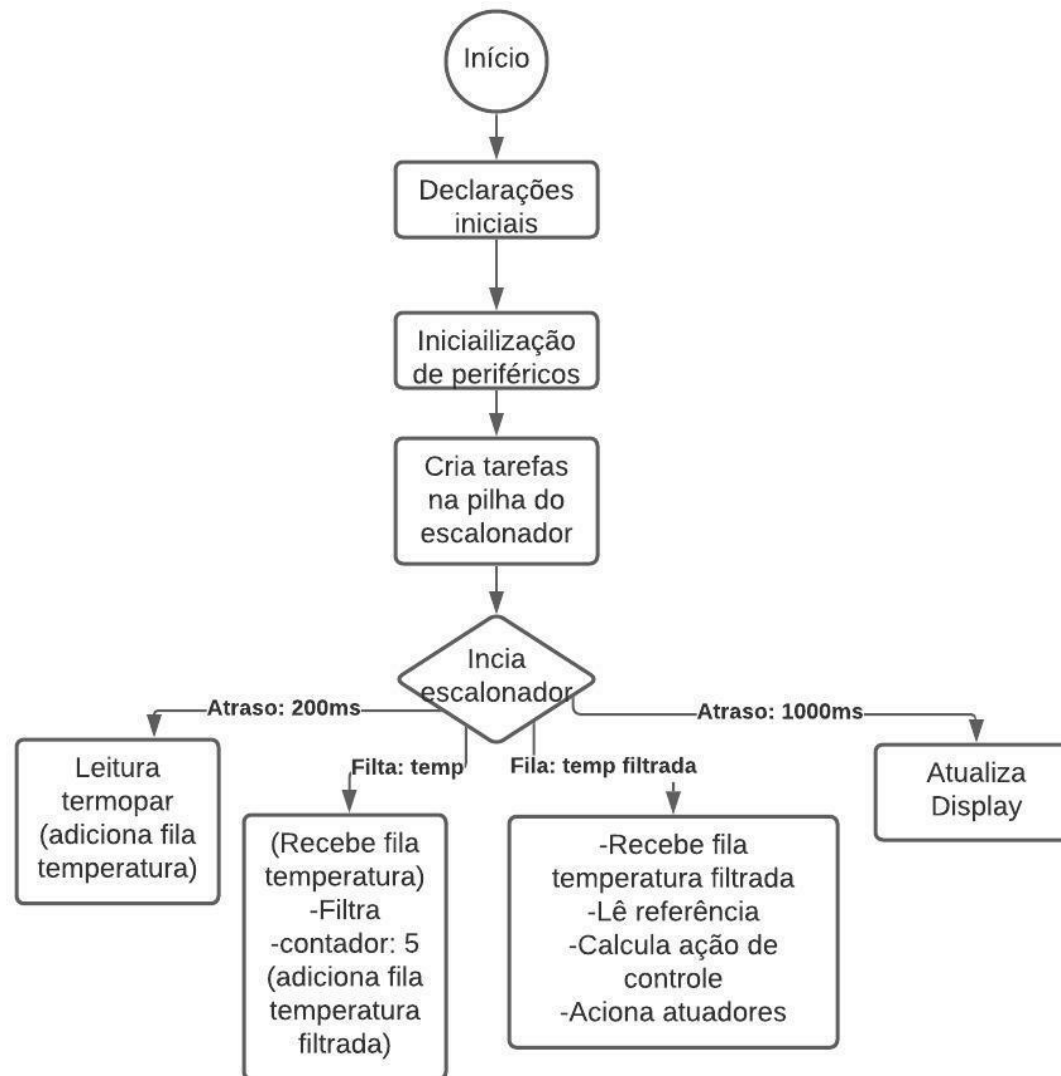 Início
Declarações
iniciais
Iniciailização
de periféricos
Cria tarefas
na pilha do
escalonador
Incia
escalonador
Atraso: 200ms
Atraso: 1000ms
Filta: temp
Fila: temp filtrada
Leitura
termopar
(adiciona fila
temperatura)
(Recebe fila
temperatura)
-Filtra
-contador: 5
(adiciona fila
temperatura
filtrada)
-Recebe fila
temperatura filtrada
-Lê referência
-Calcula ação de
controle
-Aciona atuadores
Atualiza
Display